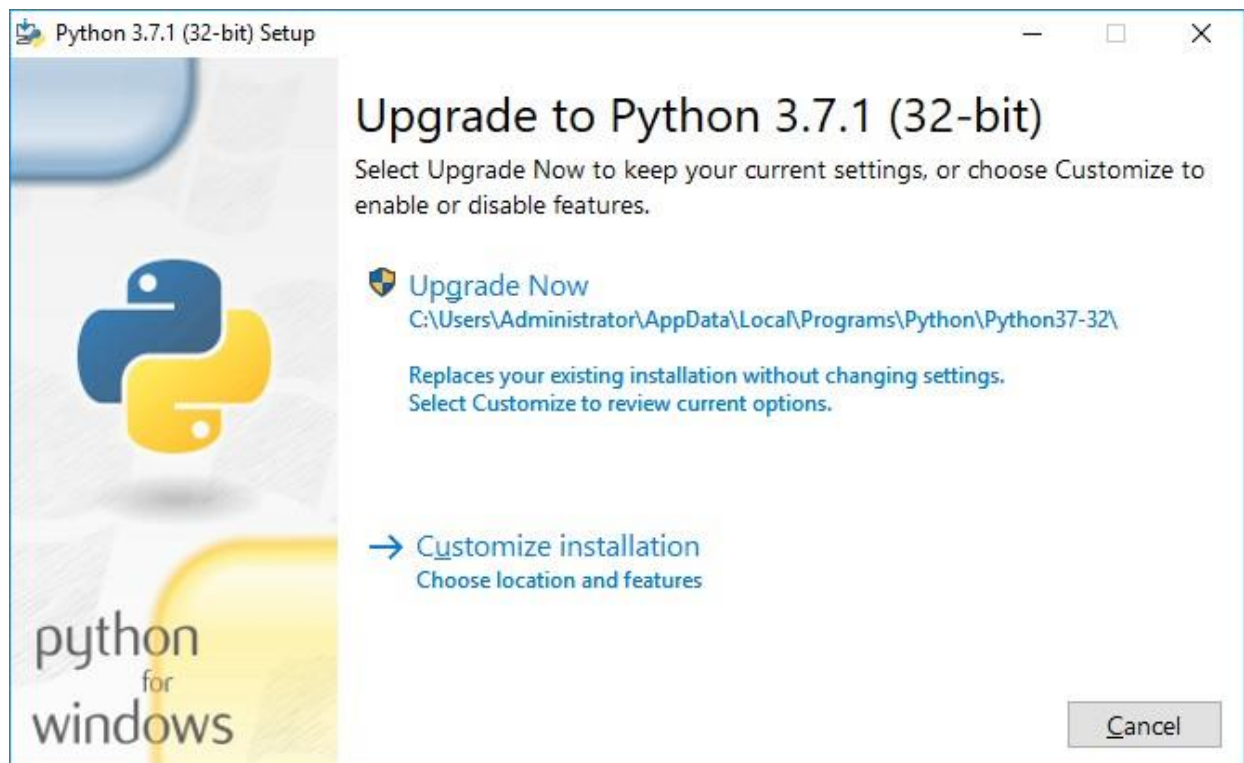 Python 3.7.1 (32-bit) Setup
Upgrade to Python 3.7.1 (32-bit)
Select Upgrade Now to keep your current settings, or choose Customize to
enable or disable features.
Upgrade Now
C:\Users\Administrator\AppData\Local\Programs\Python\Python37-32\
Replaces your existing installation without changing settings.
Select Customize to review current options.
Customize installation
Choose location and features
python
for
windows
Cancel